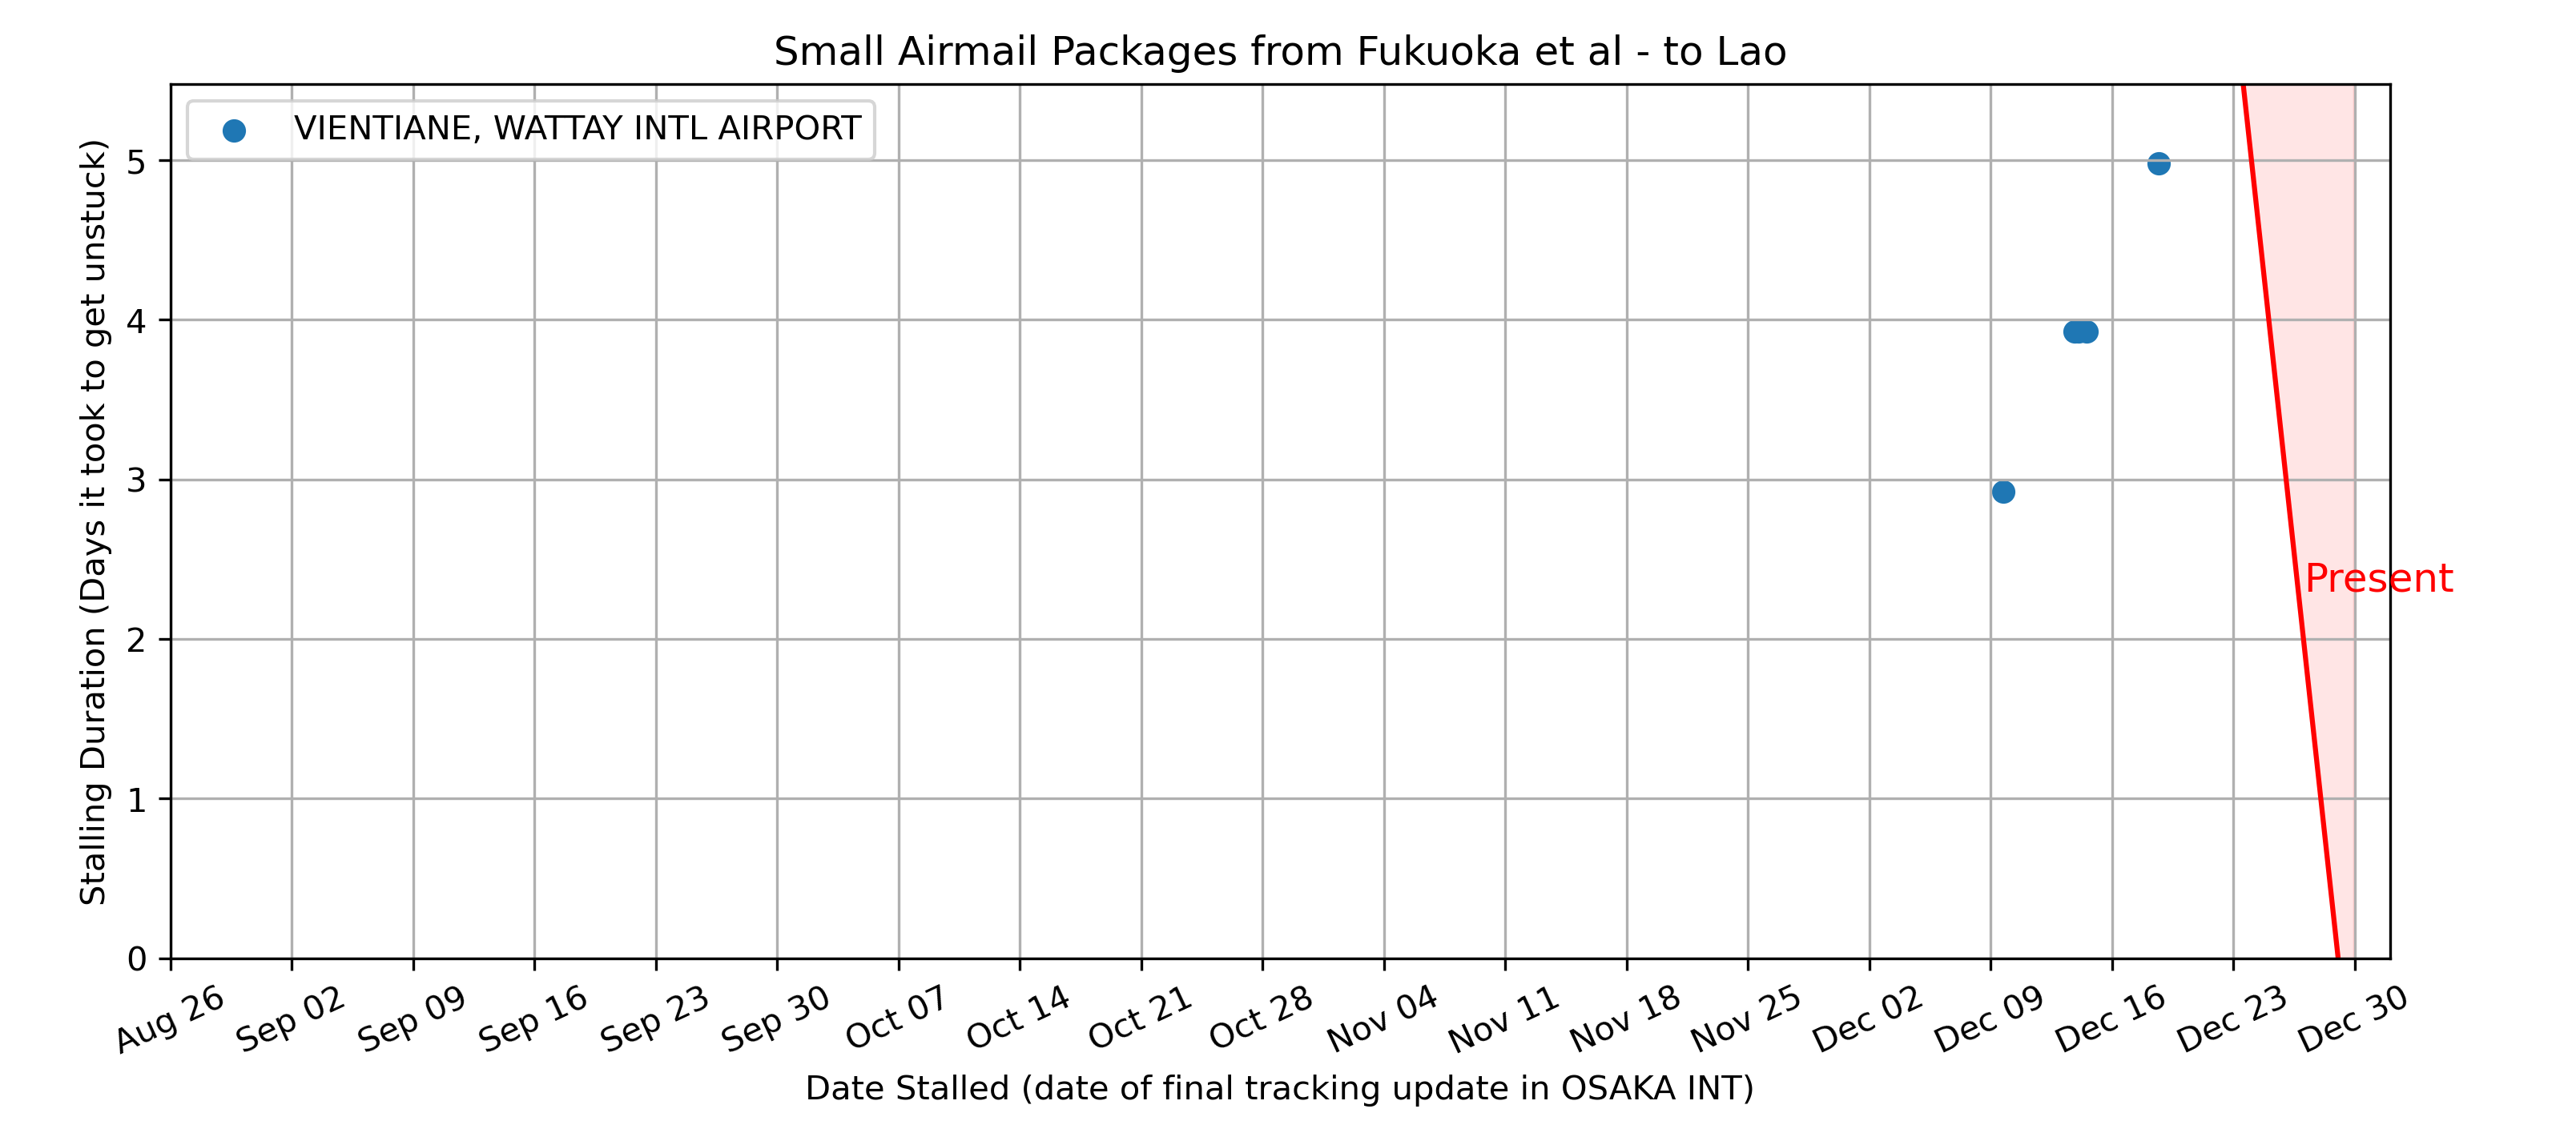 Small Airmail Packages from Fukuoka et al - to Lao
VIENTIANE, WATTAY INTL AIRPORT
Stalling Duration (Days it took to get unstuck)
5
4
3
2
1
0
Present
Aug 26 Sep 02 Sep 09 Sep 16 Sep 23 Sep 30 Oct 07 Oct 14 Oct 21 Oct 28 Nov 04 Nov 11 Nov 18 Nov 25 Dec 02 Dec 09 Dec 16 Dec 23 Dec 30
Date Stalled (date of final tracking update in OSAKA INT)